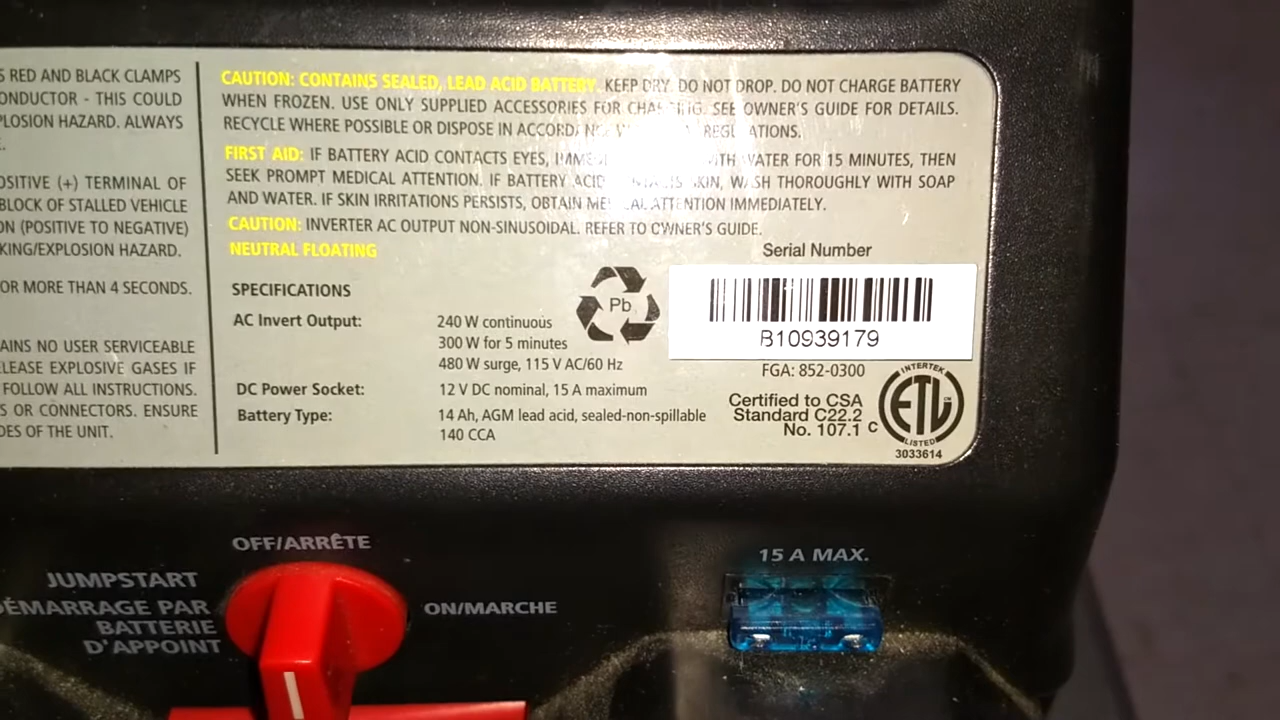 S RED AND BLACK CLAMPS
ONDUCTOR - THIS COULD
PLOSION HAZARD. ALWAYS
OSITIVE (+) TERMINAL OF
BLOCK OF STALLED VEHICLE
ON (POSITIVE TO NEGATIVE)
KING/EXPLOSION HAZARD.
OR MORE THAN 4 SECONDS.
AINS NO USER SERVICEABLE
LEASE EXPLOSIVE GASES IF
FOLLOW ALL INSTRUCTIONS.
S OR CONNECTORS. ENSURE
DES OF THE UNIT.
CAUTION: CONTAINS SEALED, LEAD ACID BATTERY. KEEP DRY. DO NOT DROP. DO NOT CHARGE BATTERY
WHEN FROZEN. USE ONLY SUPPLIED ACCESSORIES FOR CHARGING. SEE OWNER'S GUIDE FOR DETAILS.
RECYCLE WHERE POSSIBLE OR DISPOSE IN REGULATIONS.
FIRST AID: IF BATTERY ACID CONTACTS EYES, WITH WATER FOR 15 MINUTES, THEN
SEEK PROMPT MEDICAL ATTENTION. IF BATTERY ACID SKIN, WASH THOROUGHLY WITH SOAP
AND WATER. IF SKIN IRRITATIONS PERSISTS, OBTAIN MEDICAL ATTENTION IMMEDIATELY.
CAUTION: INVERTER AC OUTPUT NON-SINUSOIDAL. REFER TO OWNER'S GUIDE.
NEUTRAL FLOATING
SPECIFICATIONS
AC Invert Output: 240 W continuous
300 W for 5 minutes
480 W surge, 115 V AC/60 Hz
DC Power Socket: 12 V DC nominal, 15 A maximum
Battery Type: 14 Ah, AGM lead acid, sealed-non-spillable
140 CCA
Pb
Serial Number
B10939179
FGA: 852-0300
Certified to CSA
Standard C22.2
No. 107.1
C
INTERTEK
ETL
CM
LISTED
3033614
OFF/ARRÊTE
JUMPSTART
DÉMARRAGE PAR
BATTERIE
D'APPOINT
ON/MARCHE
15 A MAX.